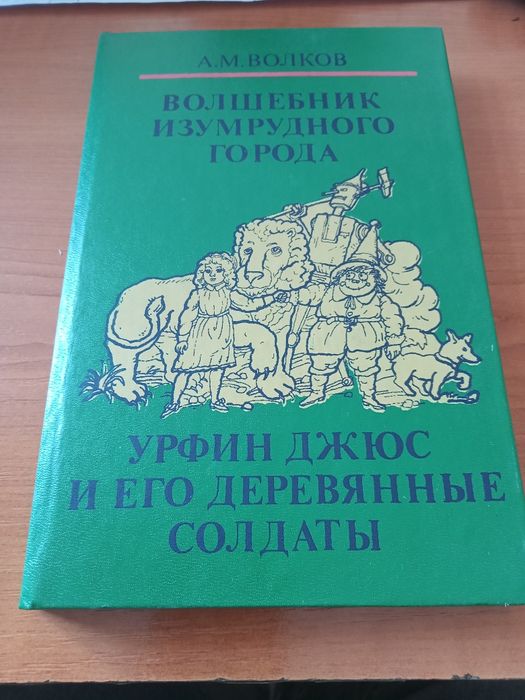 А.М.ВОЛКОВ
ВОЛШЕБНИК
ИЗУМРУДНОГО
ГОРОДА
УРФИН ДЖЮС
И ЕГО ДЕРЕВЯННЫЕ
СОЛДАТЫ